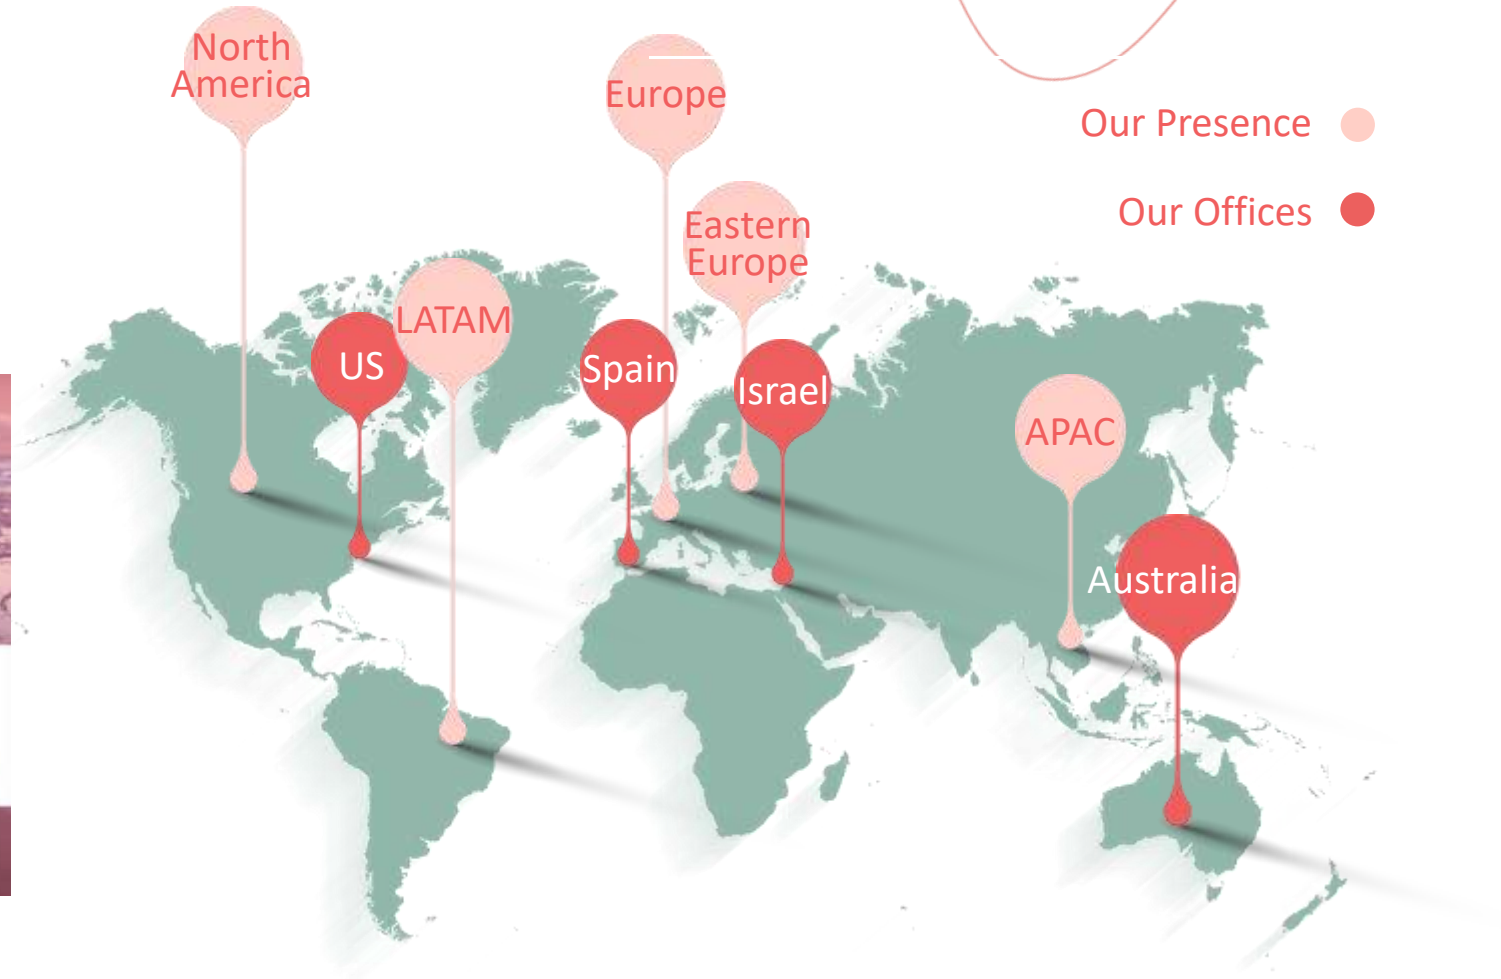 North
America
Europe
Our Presence
Our Offices
Eastern
Europe
LATAM
US
Spain
Israel
APAC
Australia